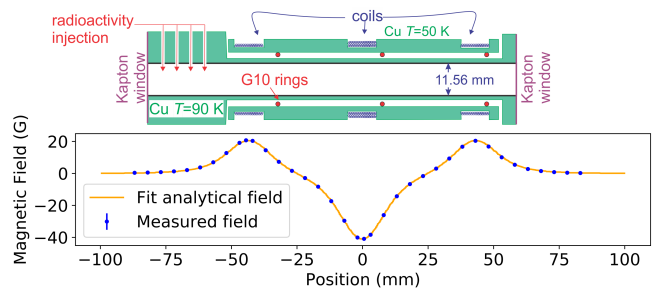 radioactivity
injection
coils
Cu T=50 K
Kapton
window
G10 rings
11.56 mm
Kapton
window
Cu T=90 K
Magnetic Field (G)
20
0
−20
−40
Fit analytical field
Measured field
−100 −75 −50 −25 0 25 50 75 100
Position (mm)